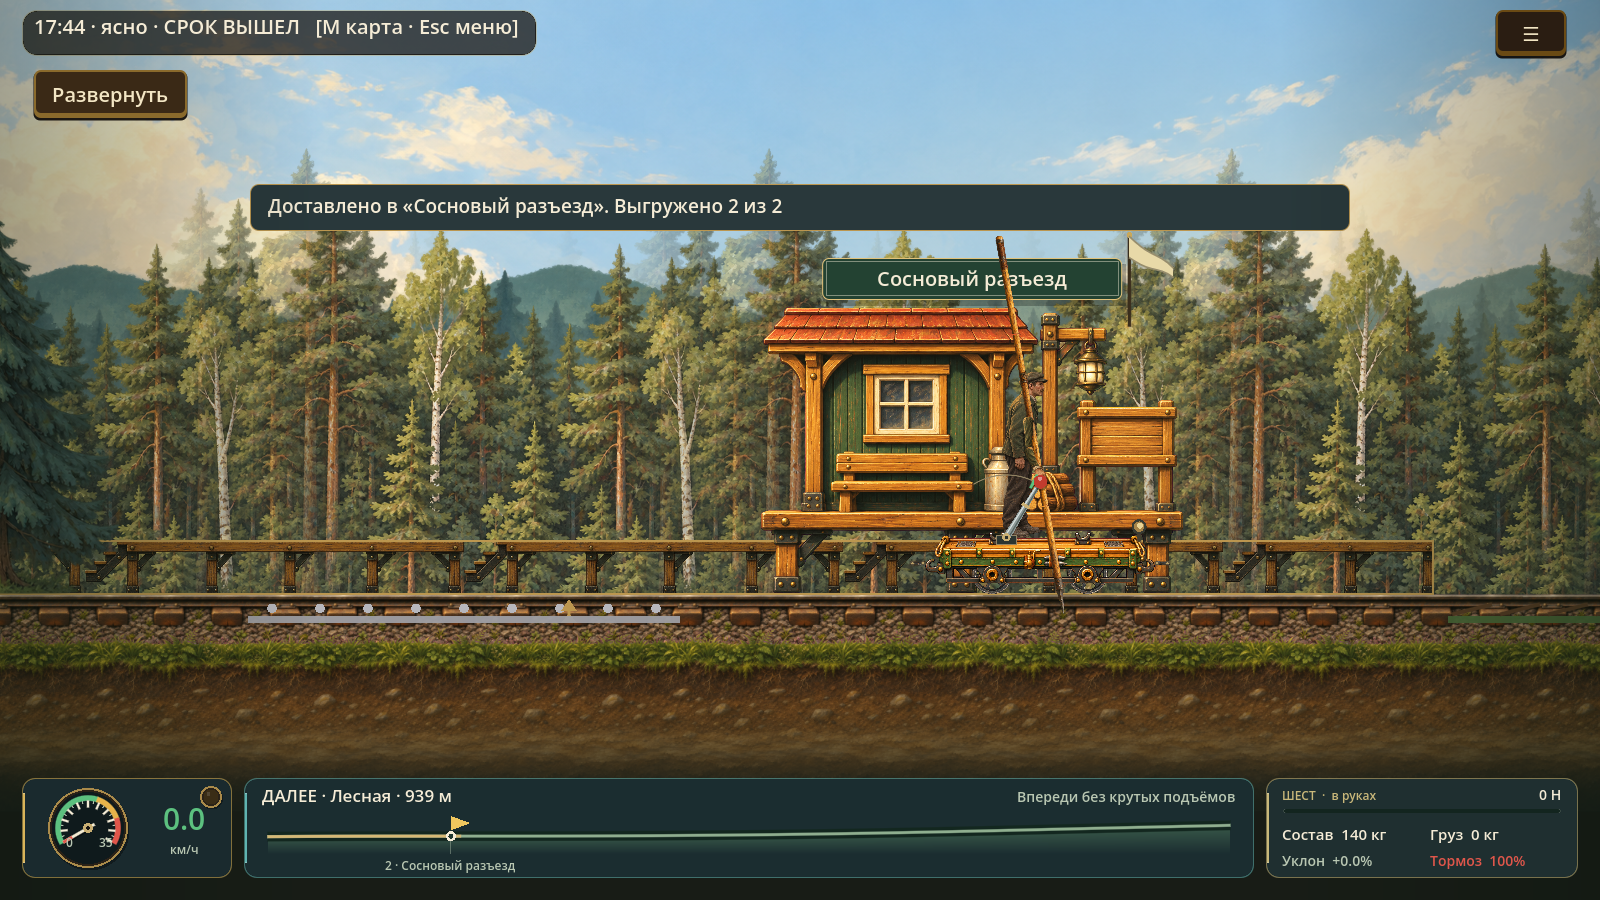 17:44 · ясно · СРОК ВЫШЕЛ [М карта · Esc меню]
☰
Развернуть
Доставлено в «Сосновый разъезд». Выгружено 2 из 2
Сосновый разъезд
0.0
км/ч
0 35
ДАЛЕЕ · Лесная · 939 м
Впереди без крутых подъёмов
2 · Сосновый разъезд
ШЕСТ · в руках 0 Н
Состав 140 кг Груз 0 кг
Уклон +0.0% Тормоз 100%